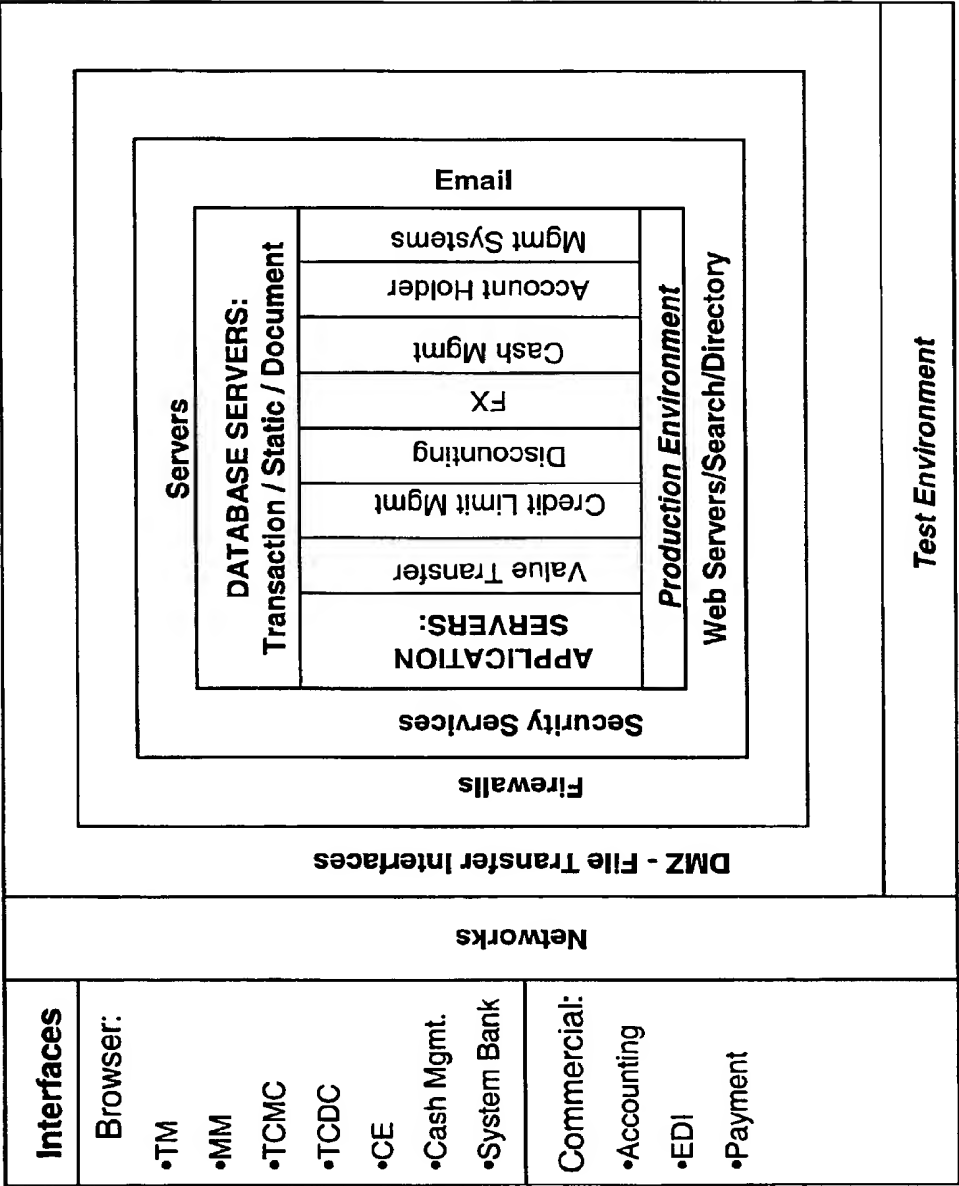 Interfaces
Browser:
•TM
•MM
•TCMC
•TCDC
•CE
•Cash Mgmt.
•System Bank
Commercial:
•Accounting
•EDI
•Payment
Networks
DMZ - File Transfer Interfaces
Firewalls
Security Services
Servers
DATABASE SERVERS:
Transaction / Static / Document
APPLICATION
SERVERS:
Value Transfer
Credit Limit Mgmt
Discounting
FX
Cash Mgmt
Account Holder
Mgmt Systems
Production Environment
Web Servers/Search/Directory
Email
Test Environment